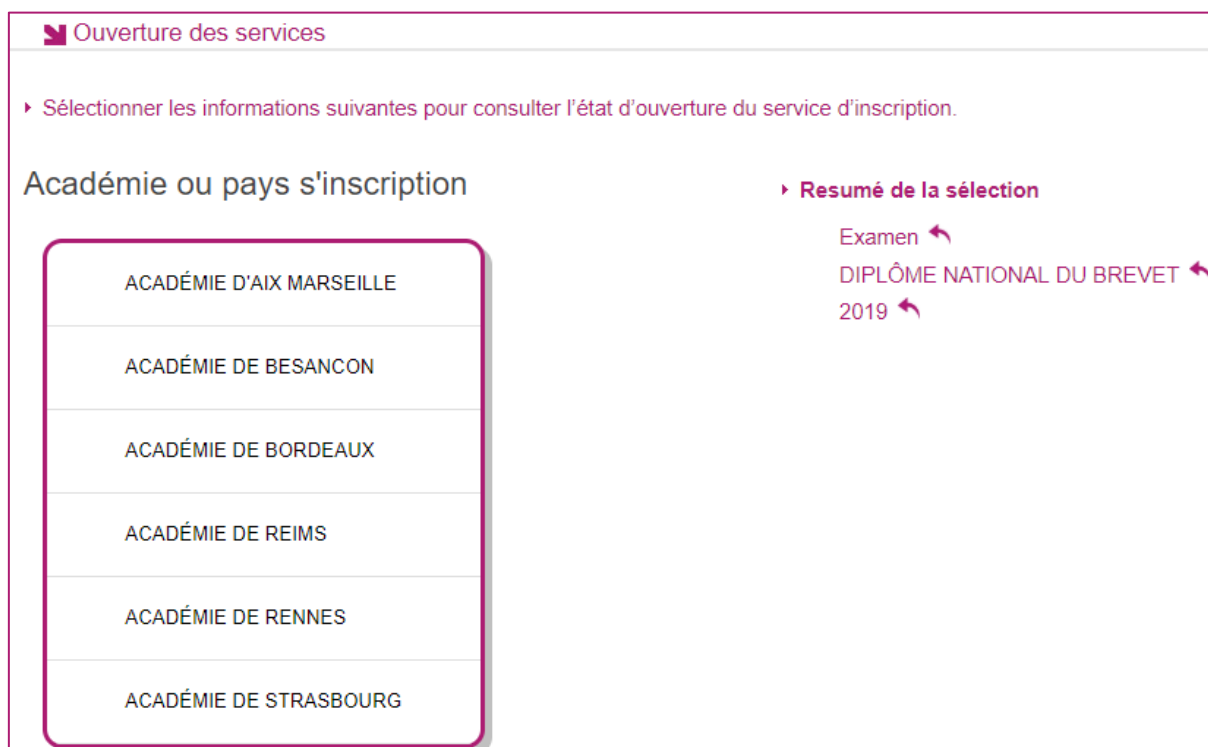 Ouverture des services
Sélectionner les informations suivantes pour consulter l’état d’ouverture du service d’inscription.
Académie ou pays s'inscription
ACADÉMIE D'AIX MARSEILLE
ACADÉMIE DE BESANCON
ACADÉMIE DE BORDEAUX
ACADÉMIE DE REIMS
ACADÉMIE DE RENNES
ACADÉMIE DE STRASBOURG
Resumé de la sélection
Examen
DIPLÔME NATIONAL DU BREVET
2019